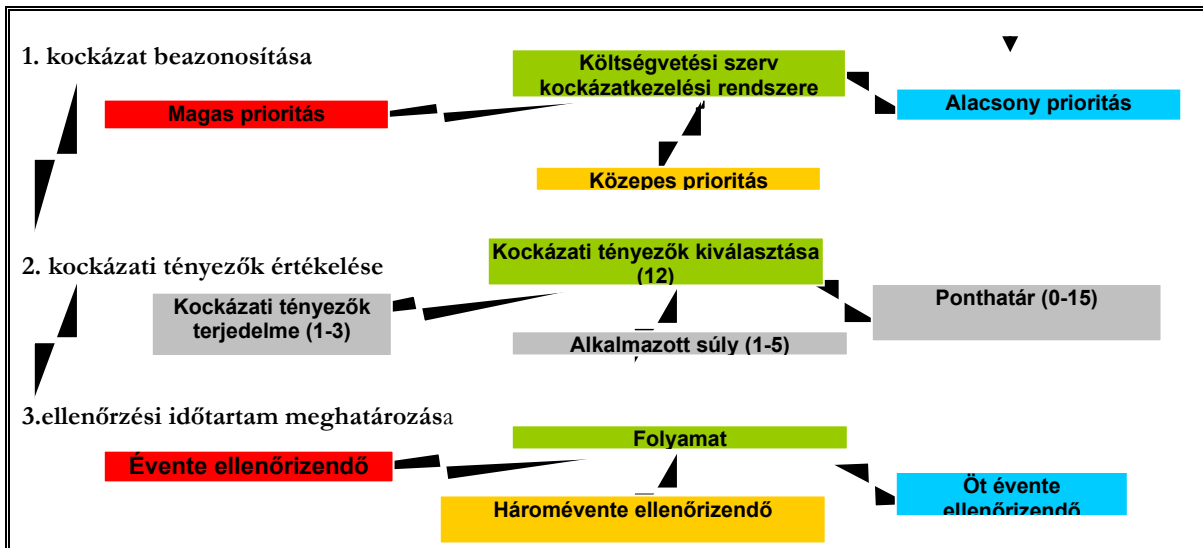 1. kockázat beazonosítása
Költségvetési szerv
kockázatkezelési rendszere
Magas prioritás
Alacsony prioritás
Közepes prioritás
2. kockázati tényezők értékelése
Kockázati tényezők kiválasztása
(12)
Kockázati tényezők
terjedelme (1-3)
Ponthatár (0-15)
Alkalmazott súly (1-5)
3.ellenőrzési időtartam meghatározása
Folyamat
Évente ellenőrizendő
Háromévente ellenőrizendő
Öt évente
ellenőrizendő